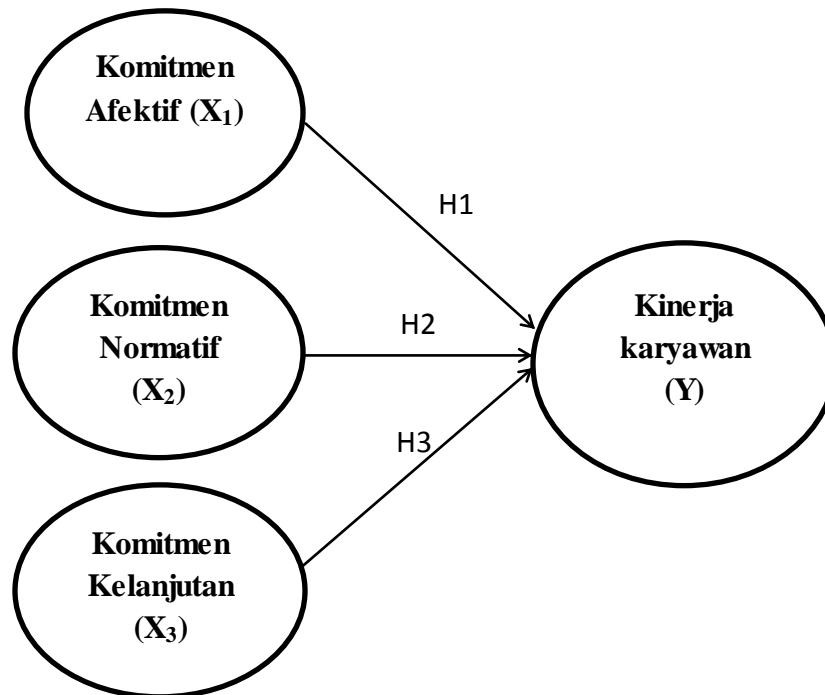 Komitmen
Afektif (X₁)
H1
Komitmen
Normatif
(X₂)
H2
Kinerja
karyawan
(Y)
H3
Komitmen
Kelanjutan
(X₃)